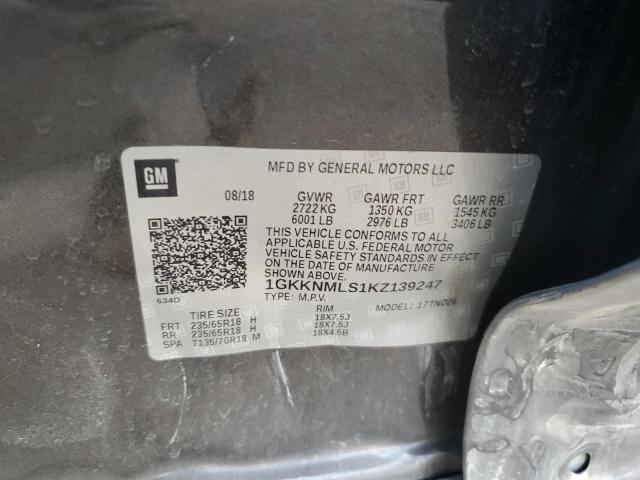 GM
MFD BY GENERAL MOTORS LLC
08/18 GVWR GAWR FRT GAWR RR
2722 KG 1350 KG 1545 KG
6001 LB 2976 LB 3406 LB
THIS VEHICLE CONFORMS TO ALL
APPLICABLE U.S. FEDERAL MOTOR
VEHICLE SAFETY STANDARDS IN
EFFECT ON THE DATE OF MANUFACTURE
SHOWN ABOVE.
1GKKNMLS1KZ139247
634D
TYPE: M.P.V. MODEL: 17TND26
TIRE SIZE RIM
FRT 235/65R18 H 18X7.5J
RR 235/65R18 H 18X7.5J
SPA T135/70R18 M 18X4.5B